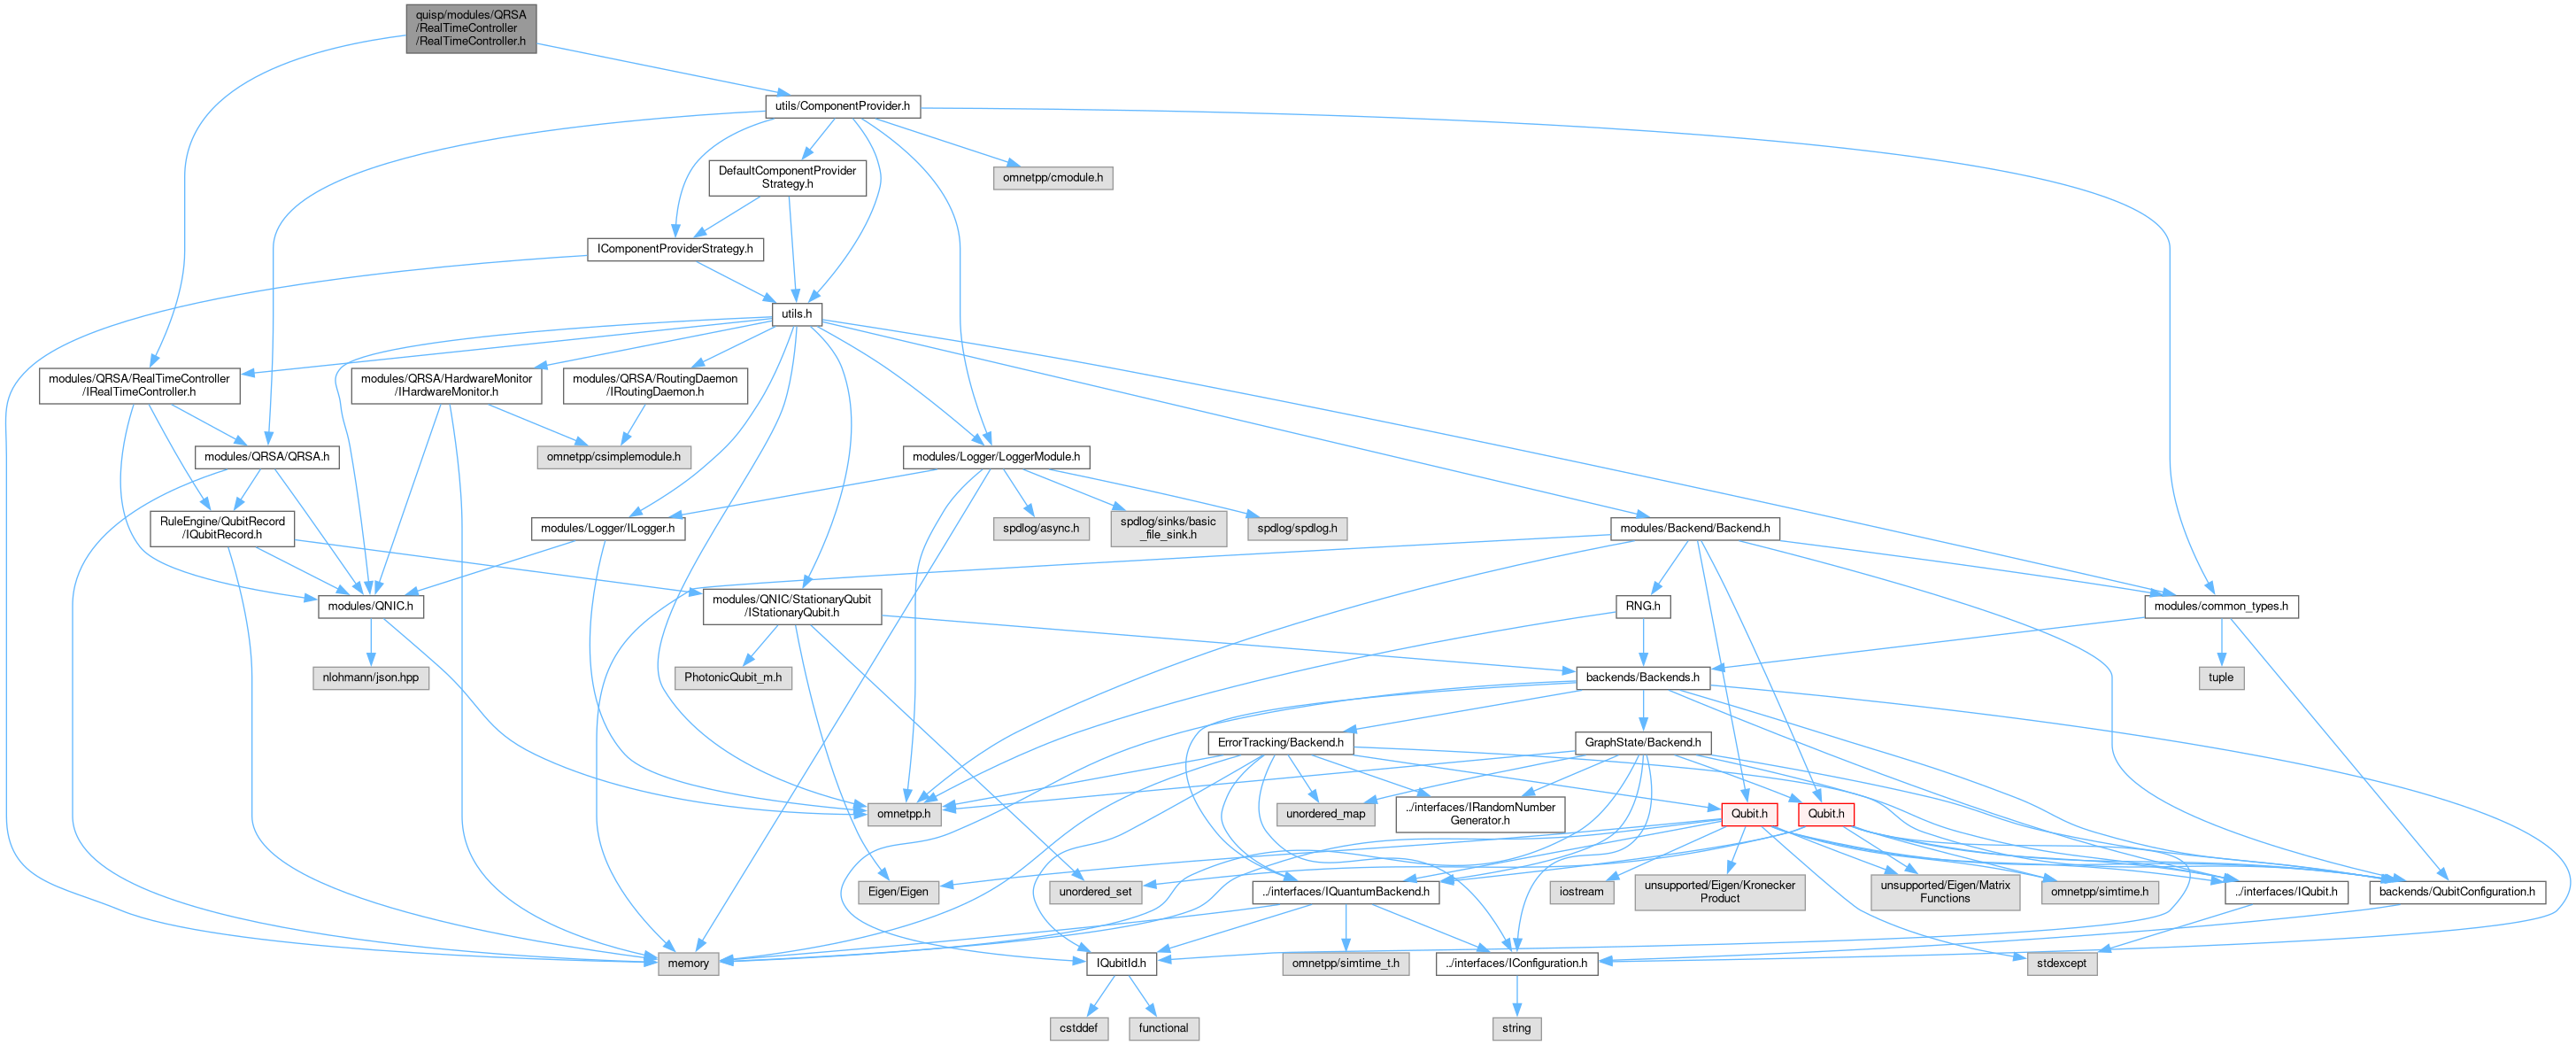 quisp/modules/QRSA
/RealTimeController
/RealTimeController.h
utils/ComponentProvider.h
DefaultComponentProvider
Strategy.h
omnetpp/cmodule.h
IComponentProviderStrategy.h
utils.h
modules/QRSA/RealTimeController
/IRealTimeController.h
modules/QRSA/HardwareMonitor
/IHardwareMonitor.h
modules/QRSA/RoutingDaemon
/IRoutingDaemon.h
modules/QRSA/QRSA.h
omnetpp/csimplemodule.h
modules/Logger/LoggerModule.h
RuleEngine/QubitRecord
/IQubitRecord.h
modules/Logger/ILogger.h
spdlog/async.h
spdlog/sinks/basic
_file_sink.h
spdlog/spdlog.h
modules/Backend/Backend.h
modules/QNIC.h
modules/QNIC/StationaryQubit
/IStationaryQubit.h
RNG.h
modules/common_types.h
nlohmann/json.hpp
PhotonicQubit_m.h
backends/Backends.h
tuple
ErrorTracking/Backend.h
GraphState/Backend.h
omnetpp.h
unordered_map
../interfaces/IRandomNumber
Generator.h
Qubit.h
Qubit.h
Eigen/Eigen
unordered_set
../interfaces/IQuantumBackend.h
iostream
unsupported/Eigen/Kronecker
Product
unsupported/Eigen/Matrix
Functions
omnetpp/simtime.h
../interfaces/IQubit.h
backends/QubitConfiguration.h
memory
IQubitId.h
omnetpp/simtime_t.h
../interfaces/IConfiguration.h
stdexcept
cstddef
functional
string